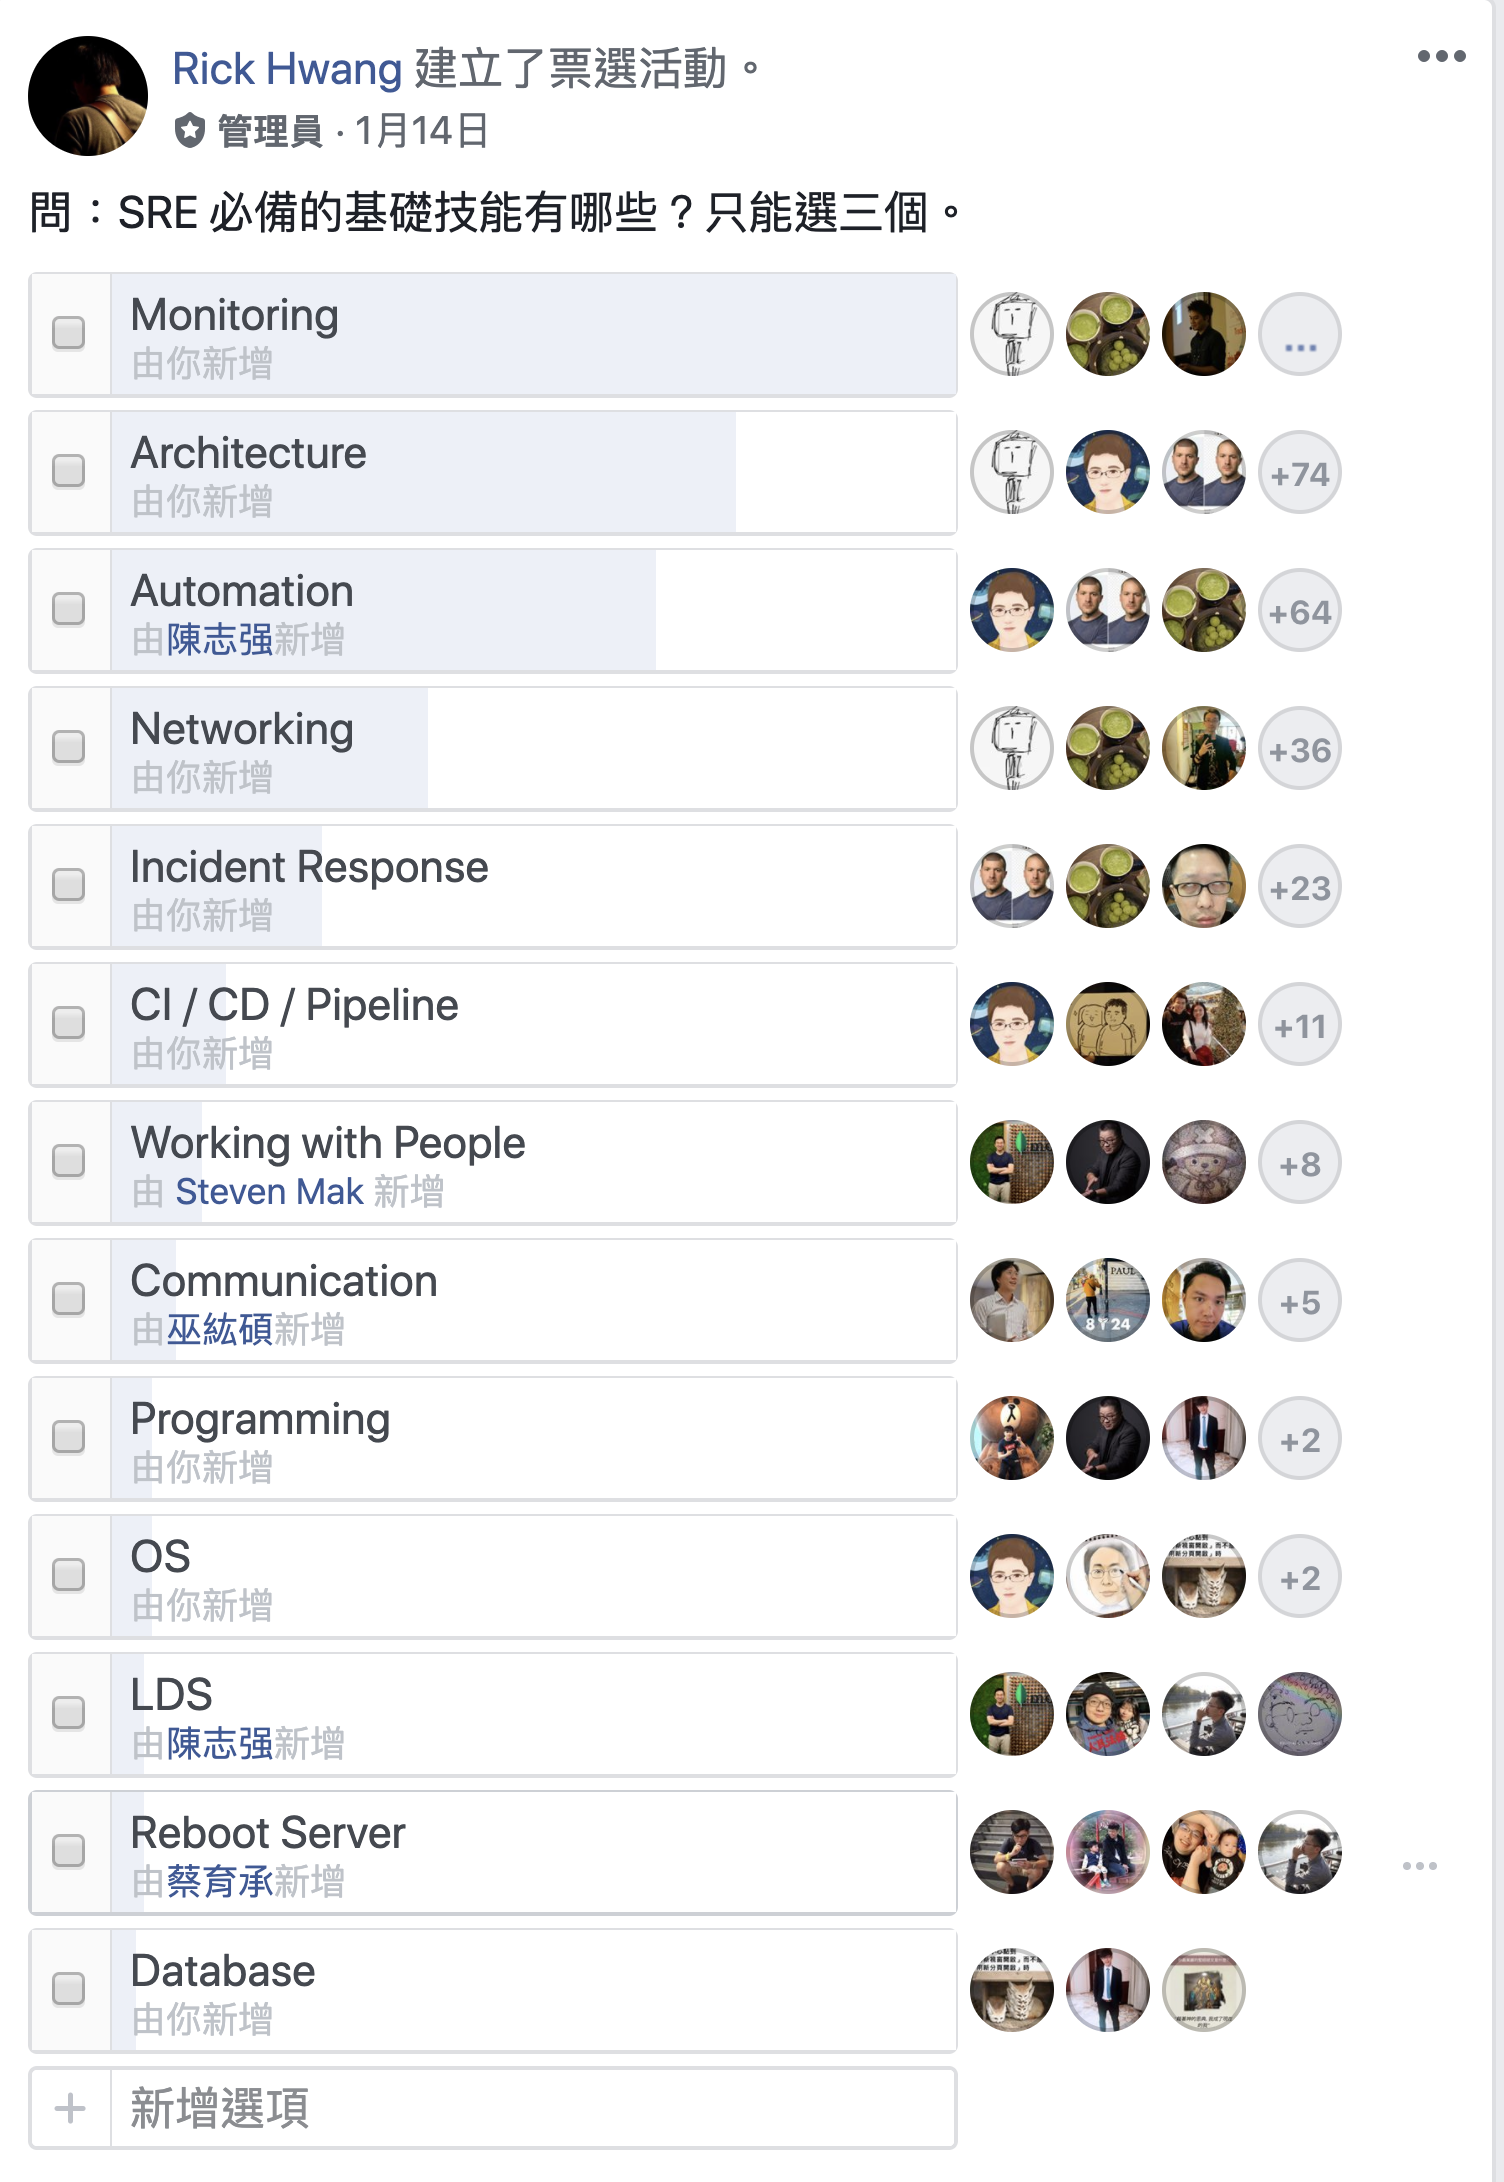 Rick Hwang 建立了票選活動。
管理員 · 1月14日
問：SRE 必備的基礎技能有哪些？只能選三個。
Monitoring
由你新增
...
Architecture
由你新增
+74
Automation
由陳志强新增
+64
Networking
由你新增
+36
Incident Response
由你新增
+23
CI / CD / Pipeline
由你新增
+11
Working with People
由 Steven Mak 新增
+8
Communication
由巫紘碩新增
PAUL
8 Y 24
+5
Programming
由你新增
+2
OS
由你新增
+2
LDS
由陳志强新增
Reboot Server
由蔡育承新增
Database
由你新增
新增選項